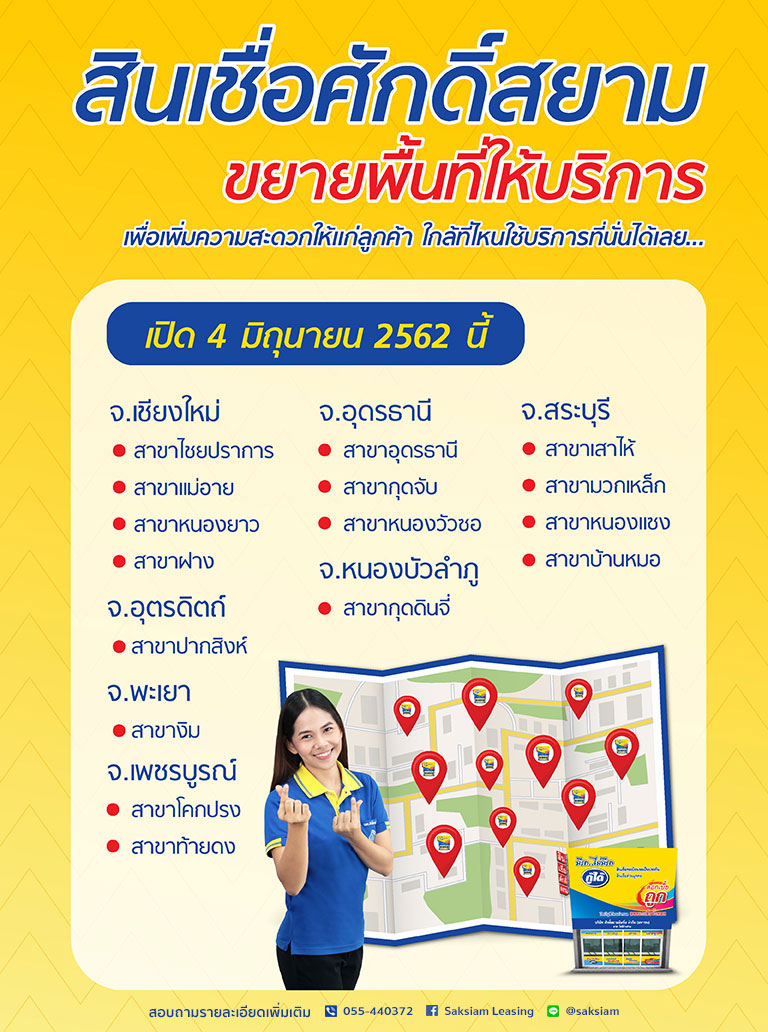 สินเชื่อศักดิ์สยาม
ขยายพื้นที่ให้บริการ
เพื่อเพิ่มความสะดวกให้แก่ลูกค้า ใกล้ที่ไหนใช้บริการที่นั่นได้เลย...
เปิด 4 มิถุนายน 2562 นี้
จ.เชียงใหม่
สาขาไชยปราการ
สาขาแม่อาย
สาขาหนองยาว
สาขาฝาง
จ.อุตรดิตถ์
สาขาปากสิงห์
จ.พะเยา
สาขางิม
จ.เพชรบูรณ์
สาขาโคกปรง
สาขาท้ายดง
จ.อุดรธานี
สาขาอุดรธานี
สาขากุดจับ
สาขาหนองวัวซอ
จ.หนองบัวลำภู
สาขากุดดินจี่
จ.สระบุรี
สาขาเสาไห้
สาขามวกเหล็ก
สาขาหนองแซง
สาขาบ้านหมอ
กู้ได้
ถูก
สอบถามรายละเอียดเพิ่มเติม 055-440372 Saksiam Leasing @saksiam